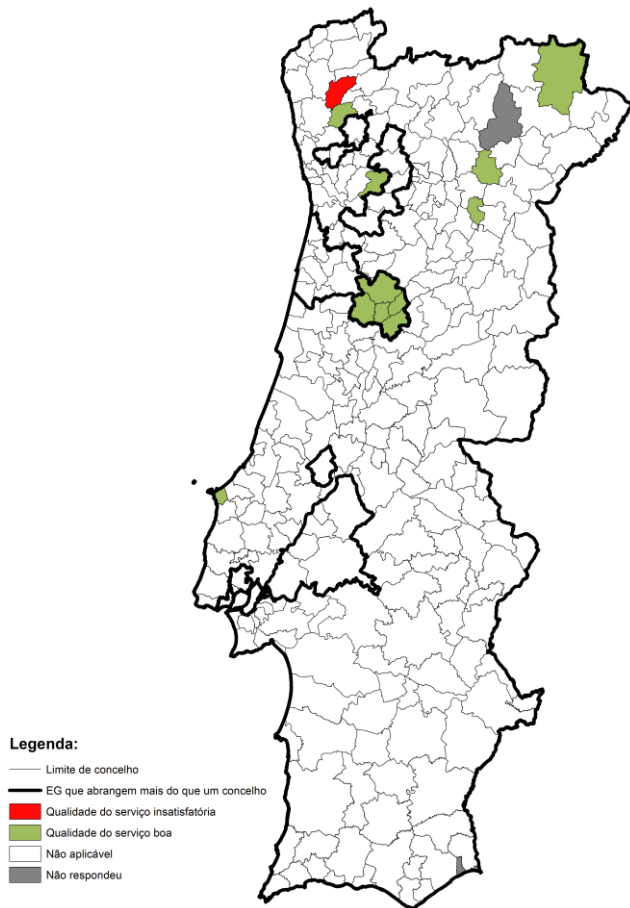 Legenda:
Limite de concelho
EG que abrangem mais do que um concelho
Qualidade do serviço insatisfatória
Qualidade do serviço boa
Não aplicável
Não respondeu